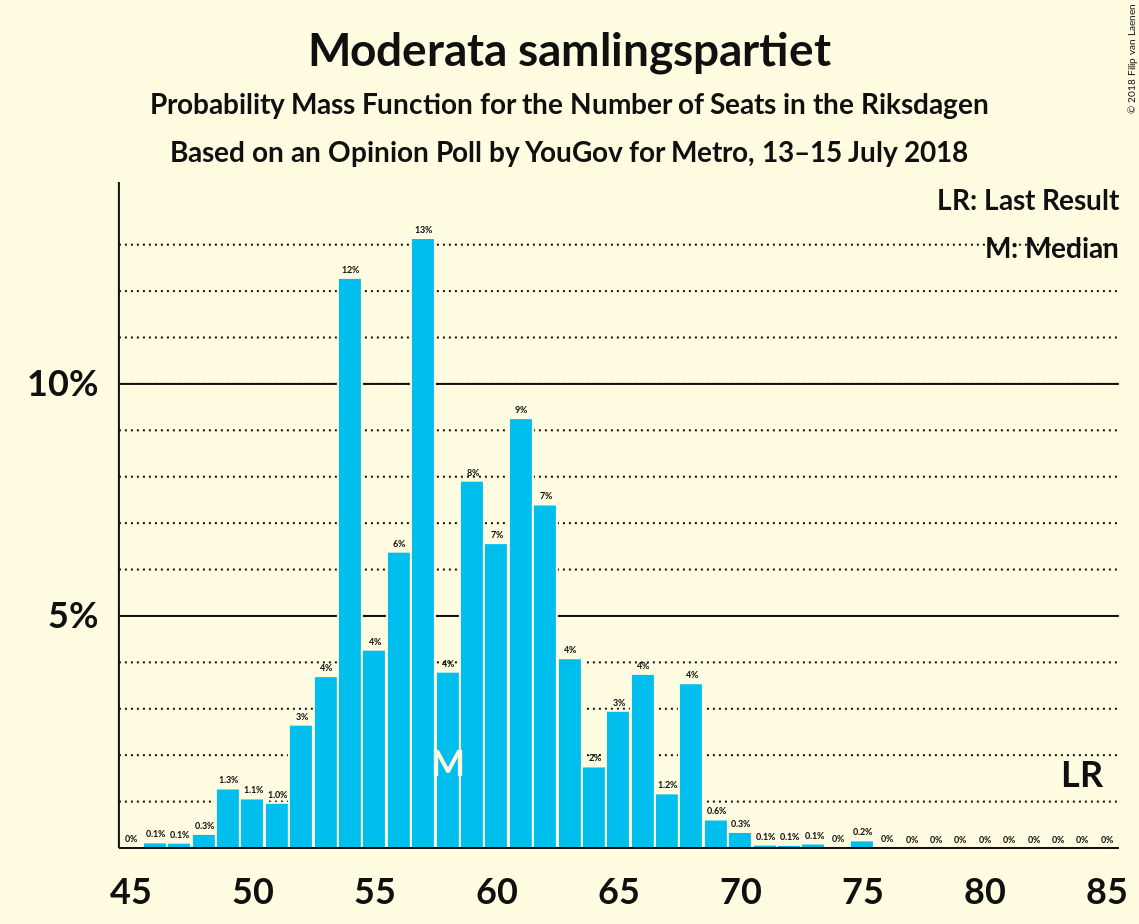 Moderata samlingspartiet
Probability Mass Function for the Number of Seats in the Riksdagen
Based on an Opinion Poll by YouGov for Metro, 13–15 July 2018
© 2018 Filip van Laenen
LR: Last Result
M: Median
10%
5%
0% 0.1% 0.1% 0.3% 1.3% 1.1% 1.0% 3% 4% 12% 4% 6% 13% 4% 8% 7% 9% 7% 4% 2% 3% 4% 1.2% 4% 0.6% 0.3% 0.1% 0.1% 0.1% 0% 0.2% 0% 0% 0% 0% 0% 0% 0% 0% 0% 0%
M
LR
45 50 55 60 65 70 75 80 85